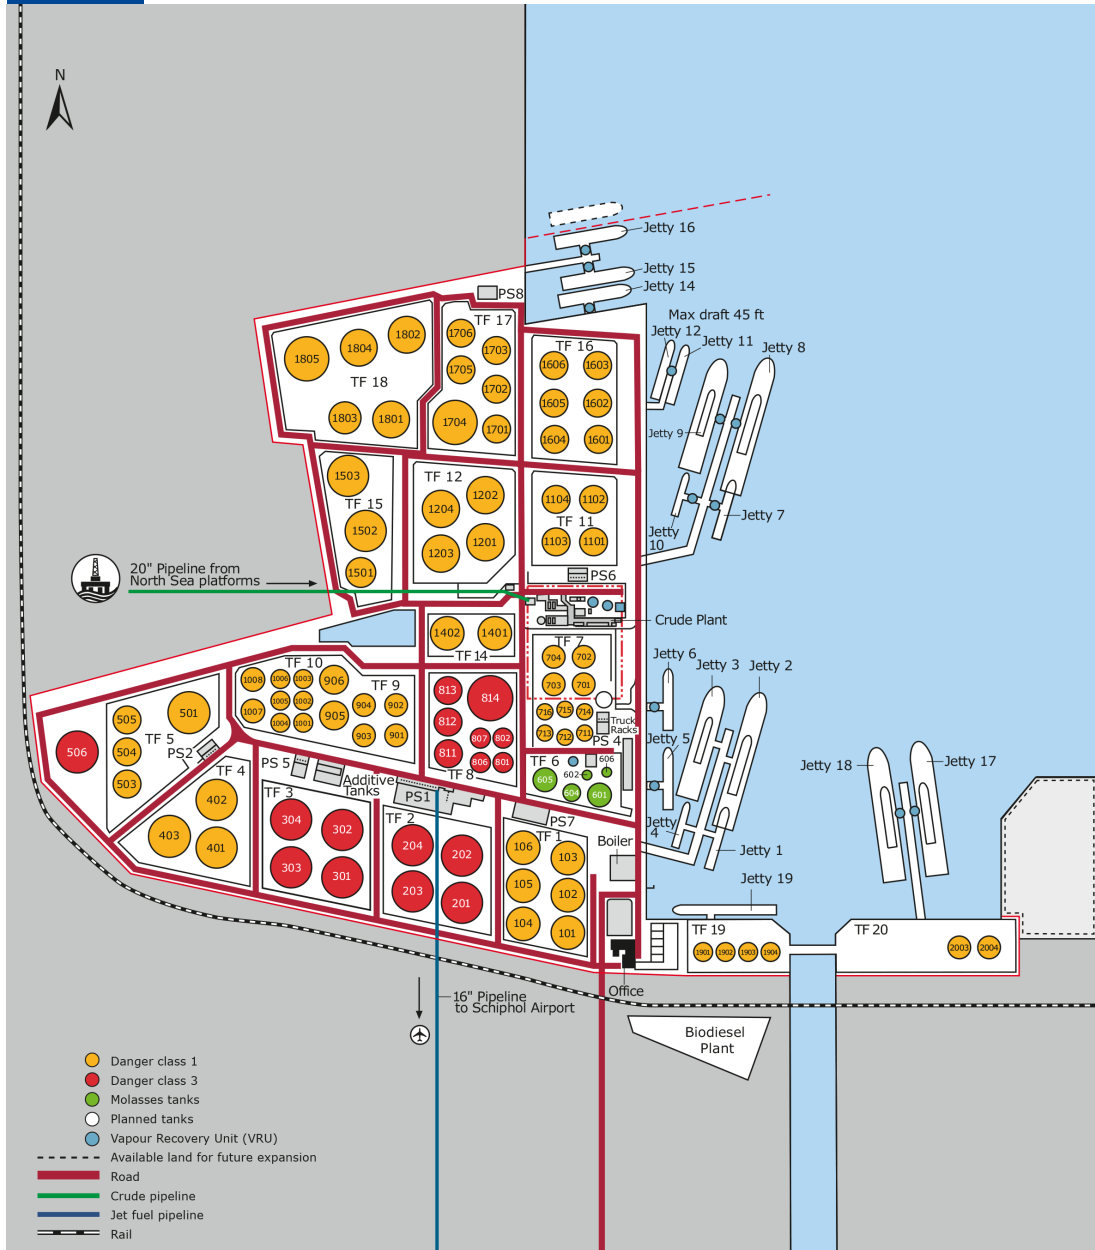 N
Jetty 16
Jetty 15
Jetty 14
PS8
Max draft 45 ft
Jetty 12
Jetty 11
Jetty 8
Jetty 9
Jetty 7
Jetty
10
TF 17
1706
1703
1705
1702
1704
1701
1802
1804
1805
TF 18
1803
1801
TF 16
1606
1603
1605
1602
1604
1601
1503
TF 15
1502
1501
TF 12
1202
1204
1201
1203
1104
1102
TF 11
1103
1101
20" Pipeline from
North Sea platforms
PS6
Crude Plant
1402
1401
TF 14
TF 7
704
702
703
701
716
715
714
713
712
711
Truck
Racks
PS 4
Jetty 6
Jetty 3
Jetty 2
Jetty 5
Jetty
4
Jetty 1
TF 10
1008
1006
1003
906
1007
1005
1002
1004
1001
905
TF 9
904
902
903
901
813
814
812
807
802
811
806
801
TF 8
TF 6
606
605
602
604
601
505
501
TF 5
504
506
503
PS2
TF 4
402
403
401
PS 5
Additive
Tanks
PS1
TF 3
304
302
303
301
TF 2
204
202
203
201
PS7
TF 1
106
103
105
102
104
101
Boiler
Office
Jetty 18
Jetty 17
Jetty 19
TF 19
1901
1902
1903
1904
TF 20
2003
2004
16" Pipeline
to Schiphol Airport
Biodiesel
Plant
Danger class 1
Danger class 3
Molasses tanks
Planned tanks
Vapour Recovery Unit (VRU)
Available land for future expansion
Road
Crude pipeline
Jet fuel pipeline
Rail